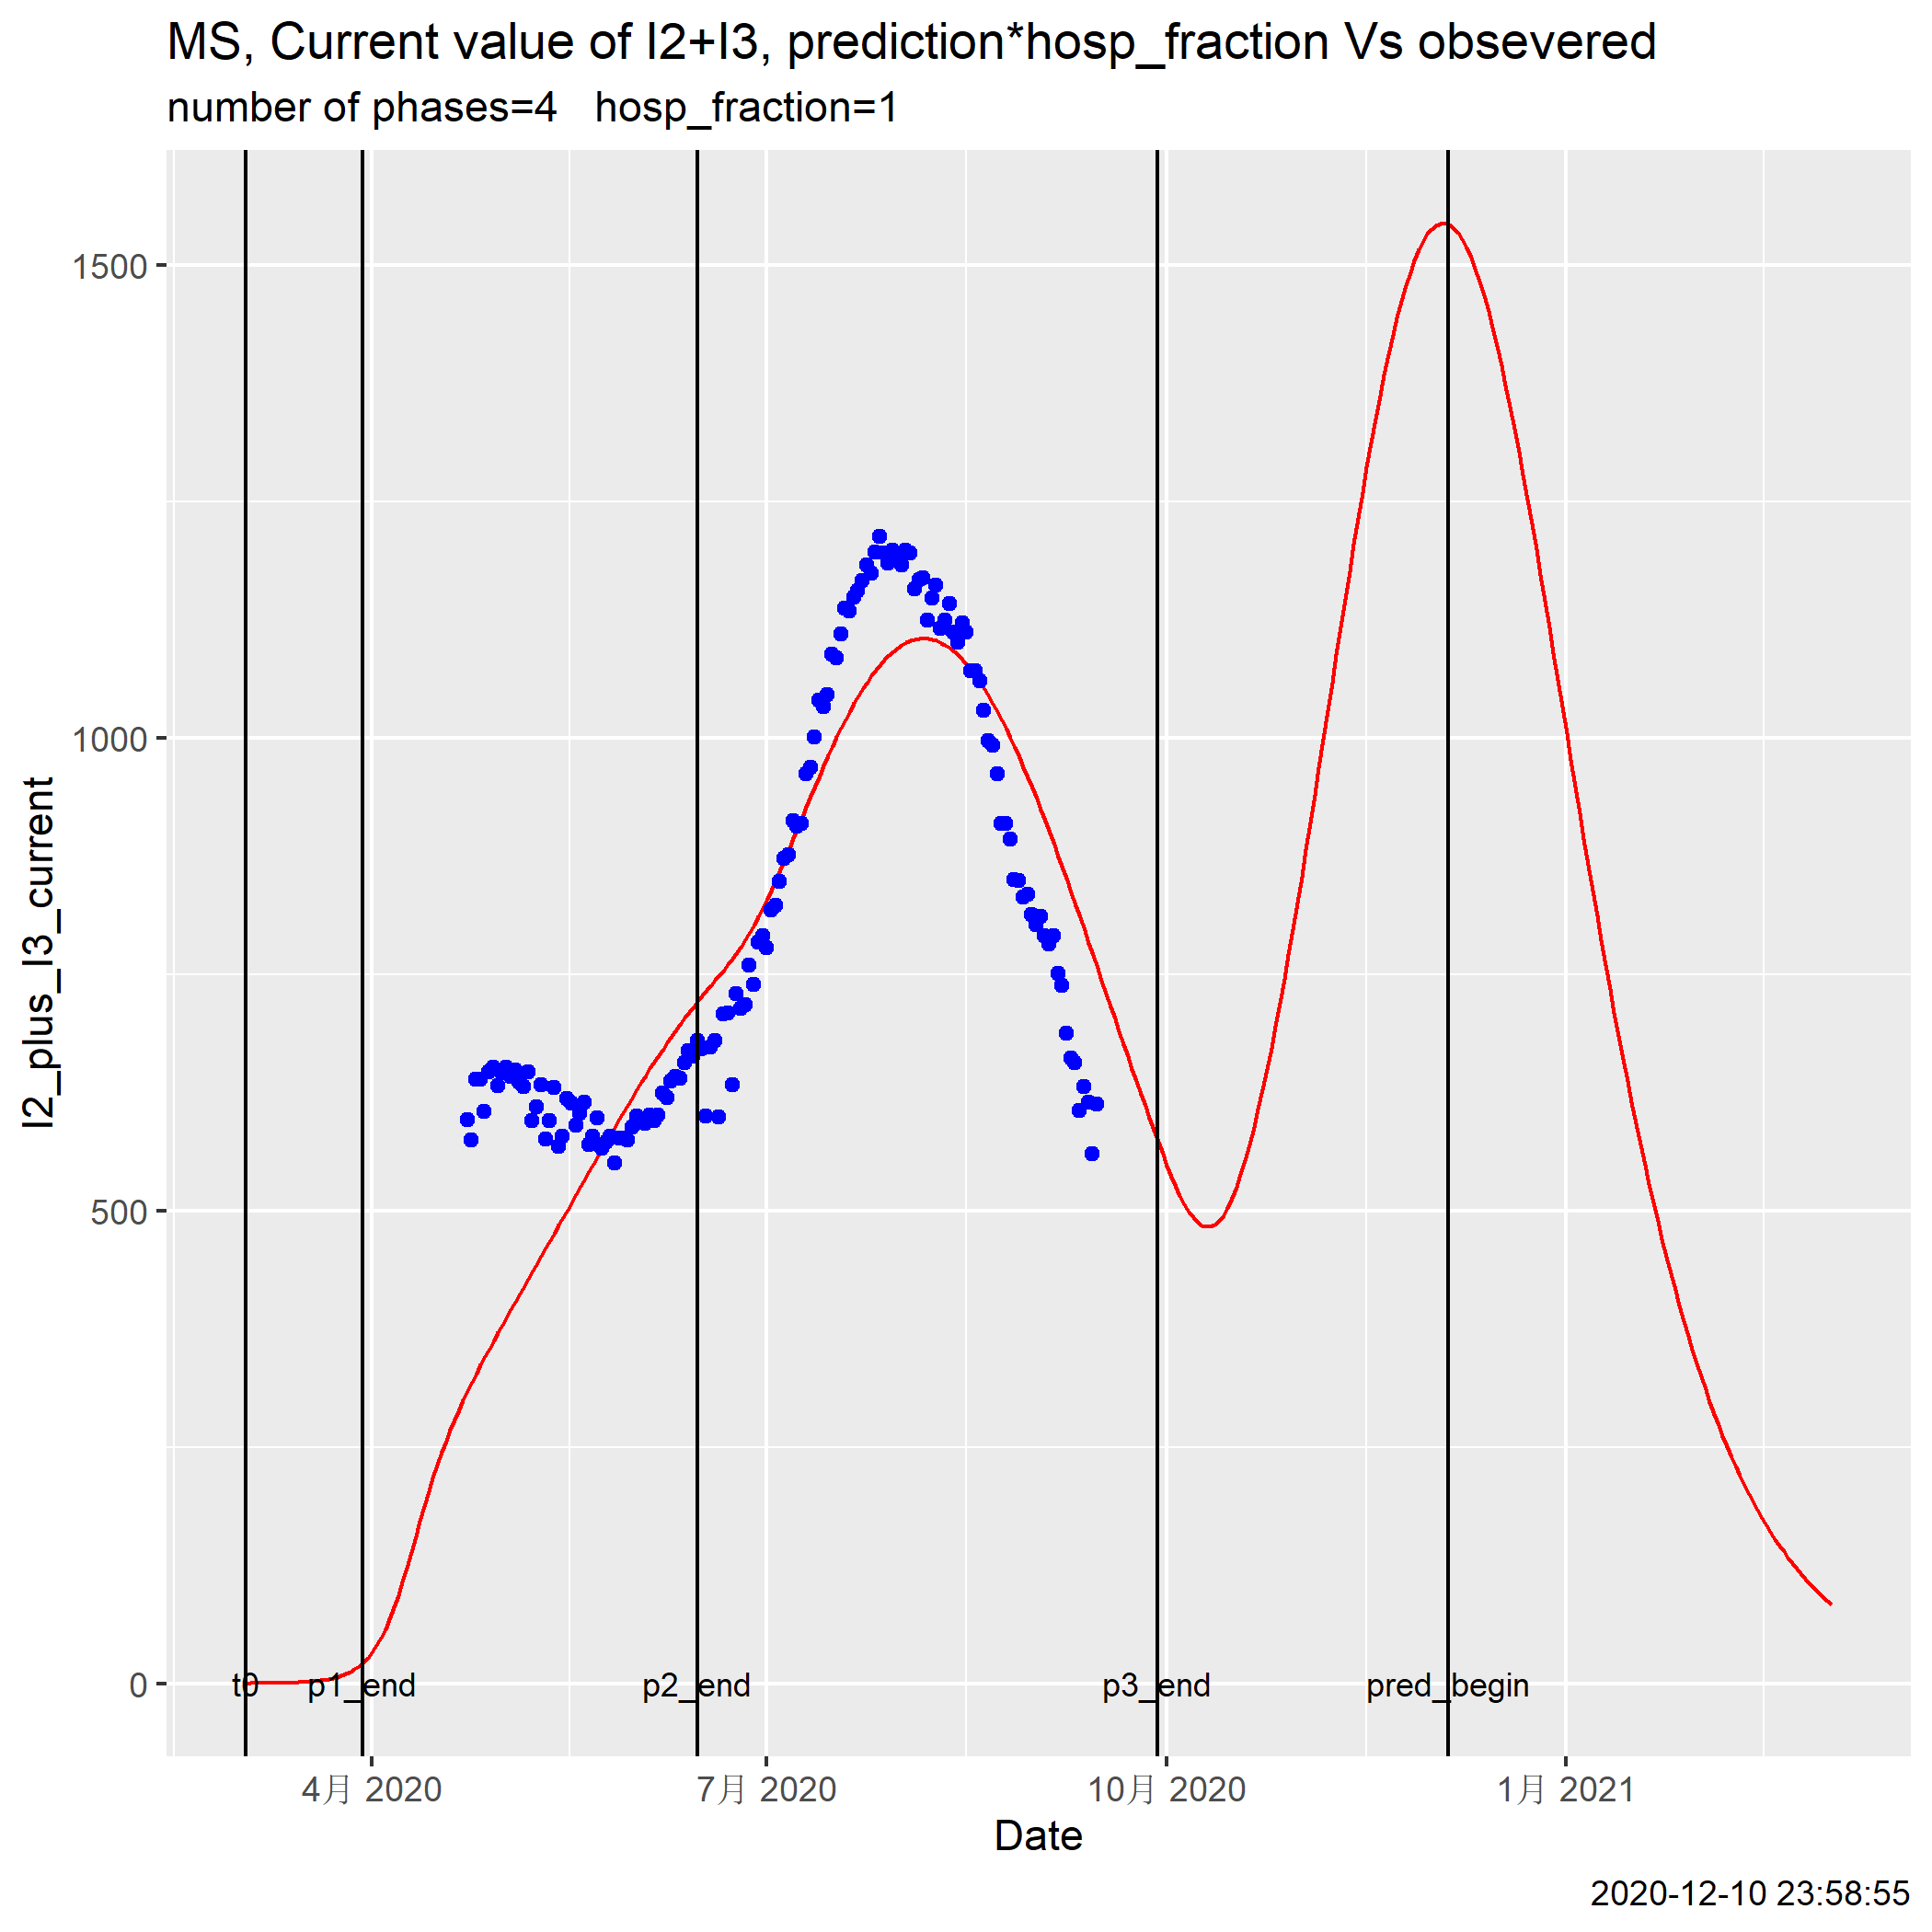 MS, Current value of I2+I3, prediction*hosp_fraction Vs obsevered
number of phases=4   hosp_fraction=1
I2_plus_I3_current
1500
1000
500
0
t0 p1_end p2_end p3_end pred_begin
4月 2020 7月 2020 10月 2020 1月 2021
Date
2020-12-10 23:58:55